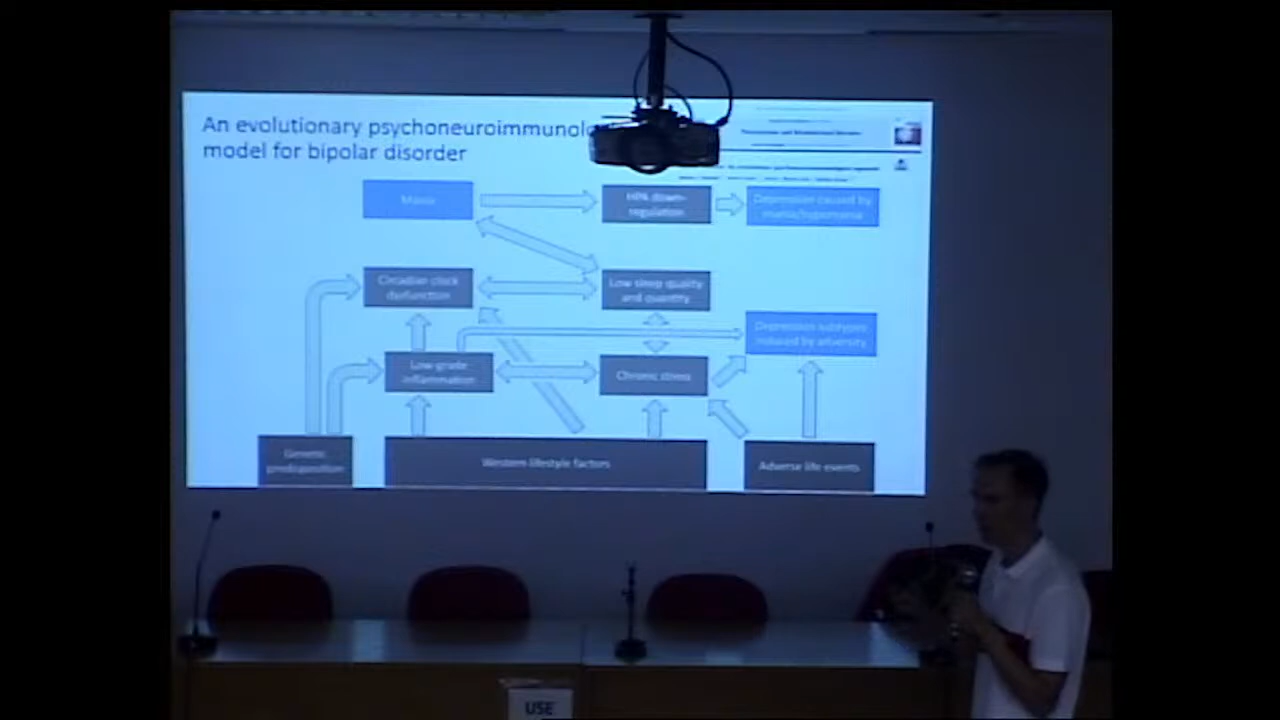 An evolutionary
model for bipolar disorder
Mania
HPA down-
regulation
Depression caused by
mania/hypomania
Circadian clock
dysfunction
Low sleep quality
and quantity
Depression subtypes
induced by adversity
Low-grade
inflammation
Chronic stress
Genetic
predisposition
Western lifestyle factors
Adverse life events
USE